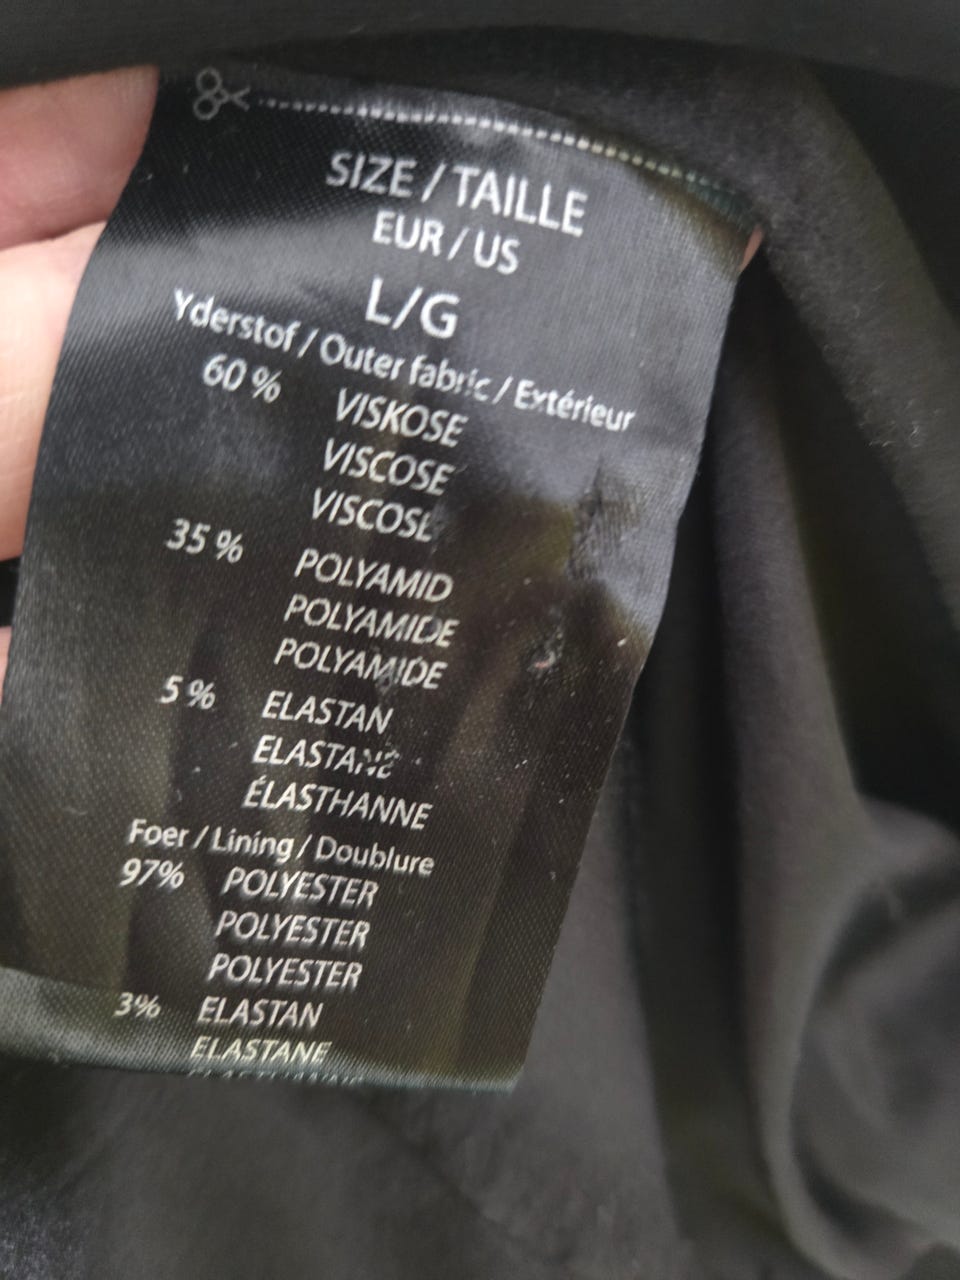 SIZE / TAILLE
EUR / US
L/G
Yderstof / Outer fabric / Extérieur
60 % VISKOSE
VISCOSE
VISCOSE
35 % POLYAMID
POLYAMIDE
POLYAMIDE
5 % ELASTAN
ELASTANE
ÉLASTHANNE
Foer / Lining / Doublure
97% POLYESTER
POLYESTER
POLYESTER
3% ELASTAN
ELASTANE